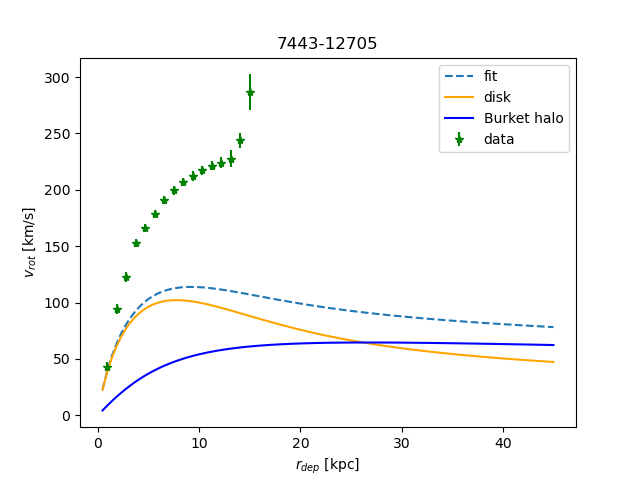 7443-12705
fit
disk
Burket halo
data
300
250
200
150
100
50
0
v_rot [km/s]
0 10 20 30 40
r_dep [kpc]